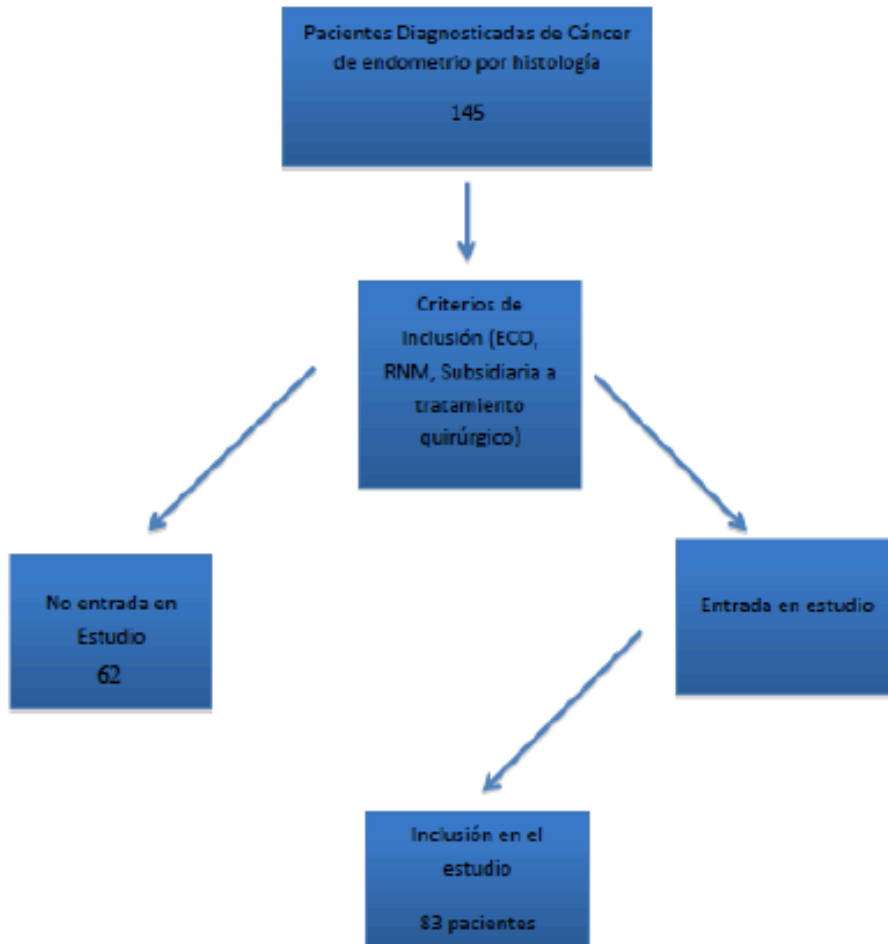 Pacientes Diagnosticadas de Cáncer
de endometrio por histología
145
Criterios de
Inclusión (ECO,
RNM, Subsidiaria a
tratamiento
quirúrgico)
No entrada en
Estudio
62
Entrada en estudio
Inclusión en el
estudio
83 pacientes